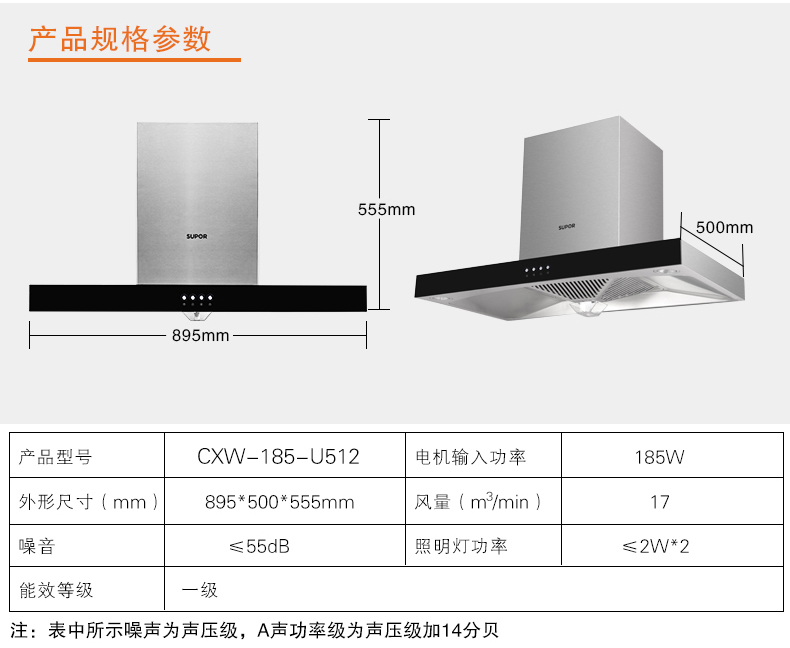 产品规格参数
555mm
500mm
SUPOR
SUPOR
895mm
产品型号 CXW-185-U512 电机输入功率 185W
外形尺寸（mm） 895*500*555mm 风量（m³/min） 17
噪音 ≤55dB 照明灯功率 ≤2W*2
能效等级 一级
注：表中所示噪声为声压级，A声功率级为声压级加14分贝